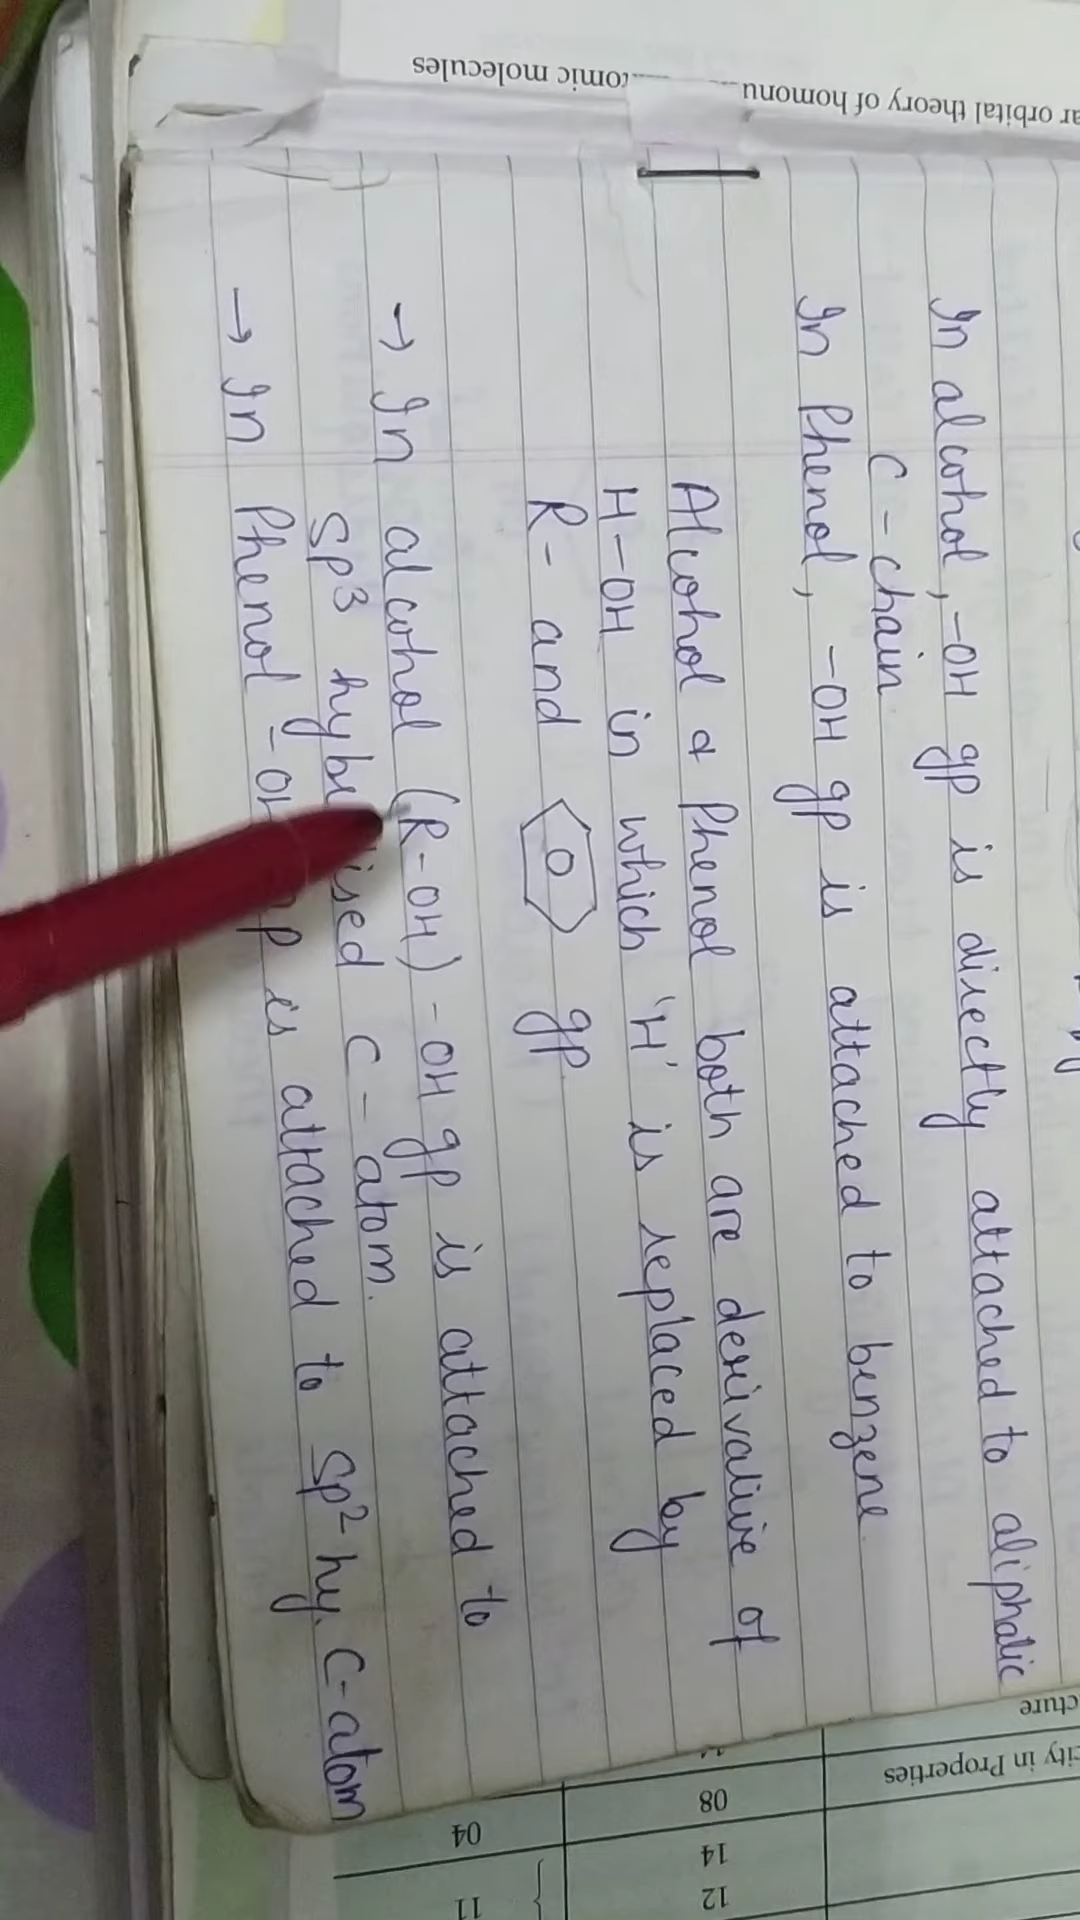 In alcohol, -OH gp is directly attached to aliphatic
C-chain
In Phenol, -OH gp is attached to benzene.
Alcohol & Phenol both are derivative of
H-OH in which 'H' is replaced by
R- and gp.
→ In alcohol (R-OH) -OH gp is attached to
sp³ hybridised C-atom.
→ In Phenol -OH gp is attached to sp² hy. C-atom
ar orbital theory of homonu
omic molecules
cture
city in Properties
08
04
14
12
11